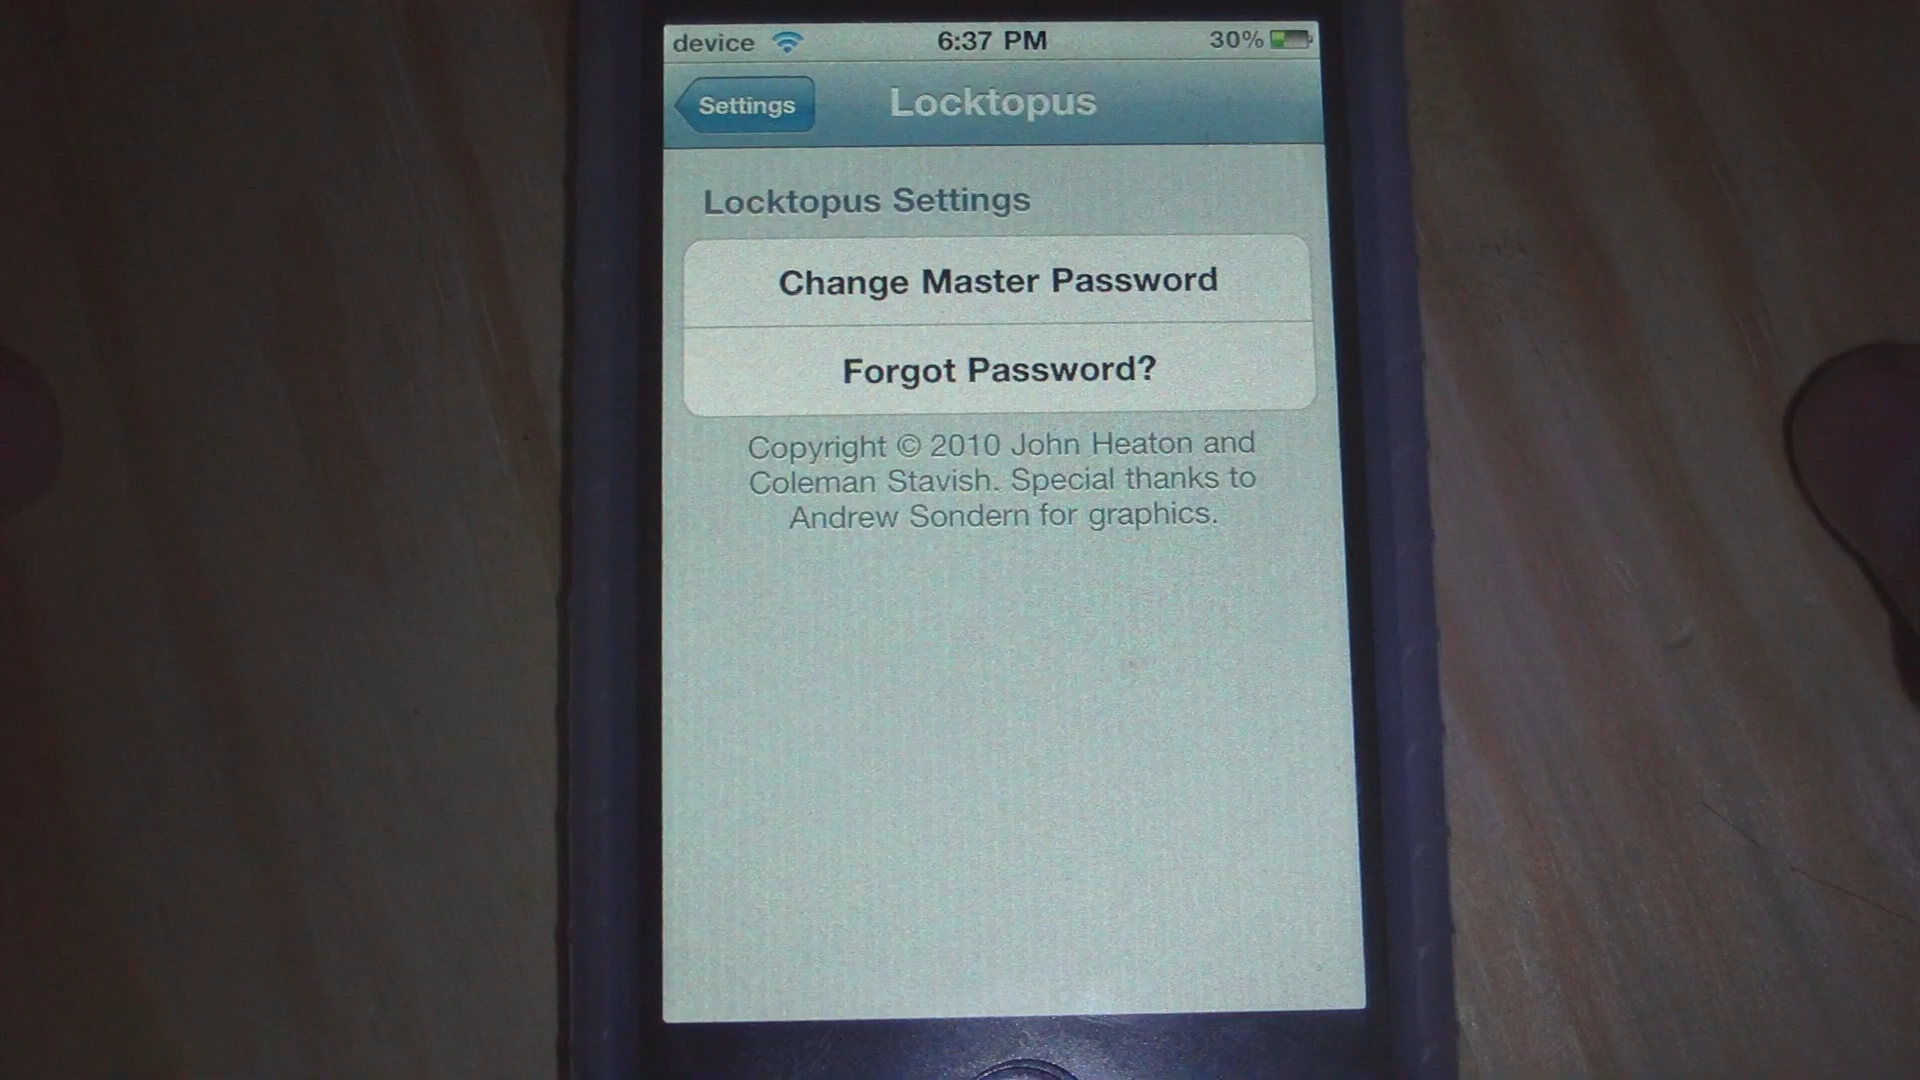 device 6:37 PM 30%
Settings Locktopus
Locktopus Settings
Change Master Password
Forgot Password?
Copyright © 2010 John Heaton and
Coleman Stavish. Special thanks to
Andrew Sondern for graphics.